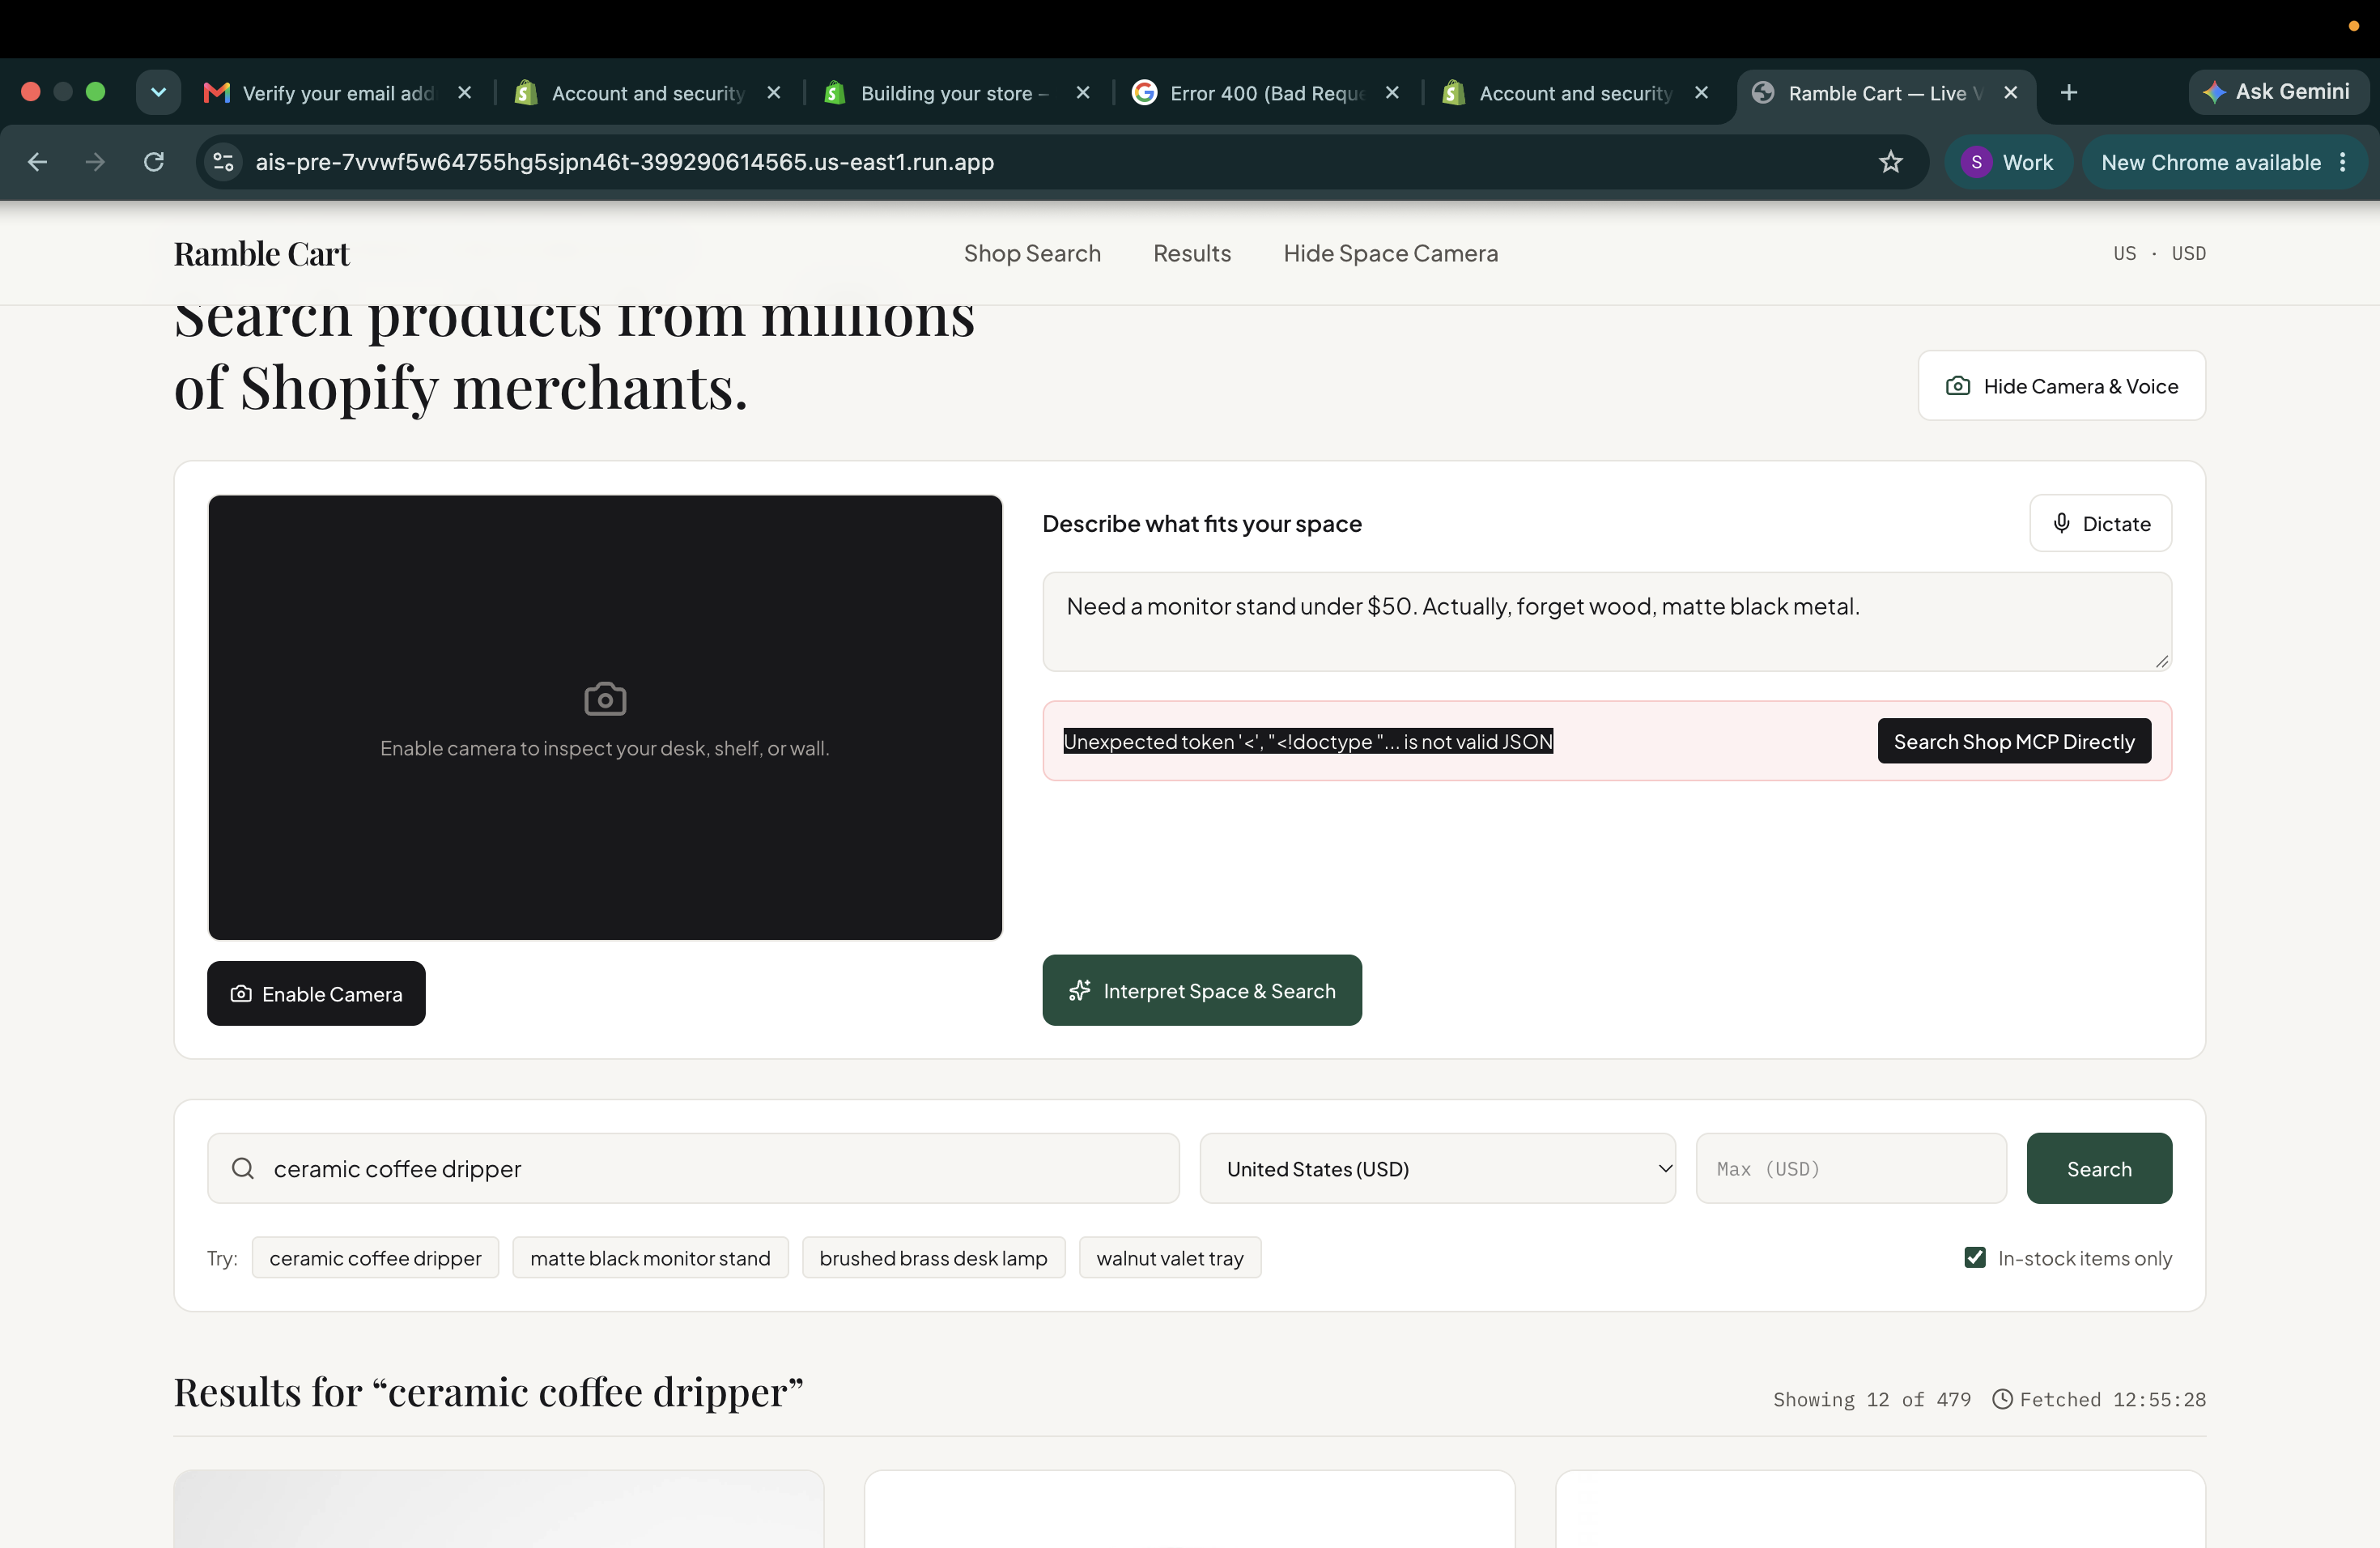 Verify your email add
Account and security
Building your store –
Error 400 (Bad Reque
Account and security
Ramble Cart — Live V
Ask Gemini
ais-pre-7vvwf5w64755hg5sjpn46t-399290614565.us-east1.run.app
S Work
New Chrome available
Ramble Cart
Shop Search
Results
Hide Space Camera
US · USD
Search products from millions
of Shopify merchants.
Hide Camera & Voice
Enable camera to inspect your desk, shelf, or wall.
Enable Camera
Describe what fits your space
Dictate
Need a monitor stand under $50. Actually, forget wood, matte black metal.
Unexpected token '<', "<!doctype "... is not valid JSON
Search Shop MCP Directly
Interpret Space & Search
ceramic coffee dripper
United States (USD)
Max (USD)
Search
Try:
ceramic coffee dripper
matte black monitor stand
brushed brass desk lamp
walnut valet tray
In-stock items only
Results for “ceramic coffee dripper”
Showing 12 of 479
Fetched 12:55:28